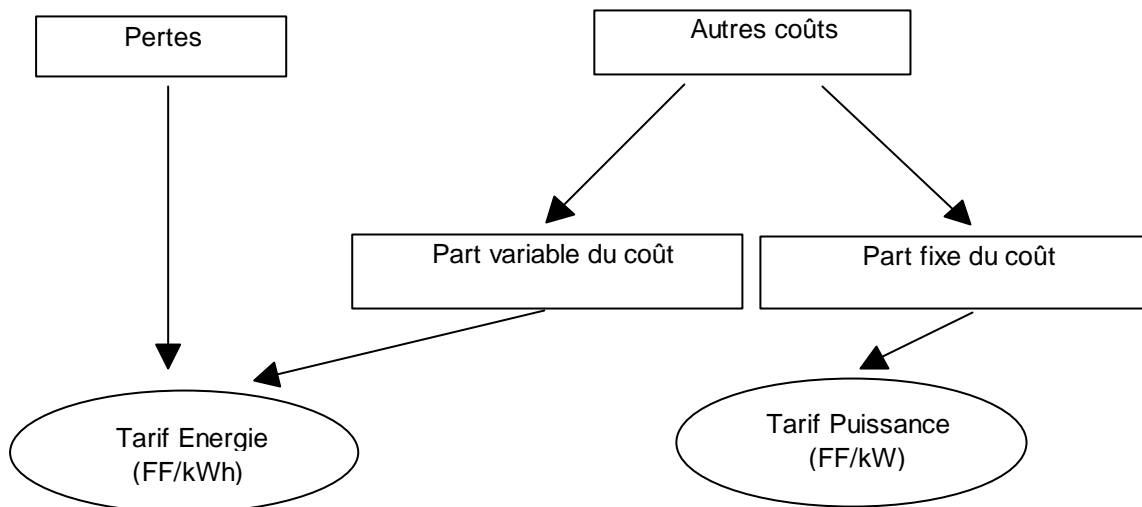 Pertes
Autres coûts
Part variable du coût
Part fixe du coût
Tarif Energie
(FF/kWh)
Tarif Puissance
(FF/kW)